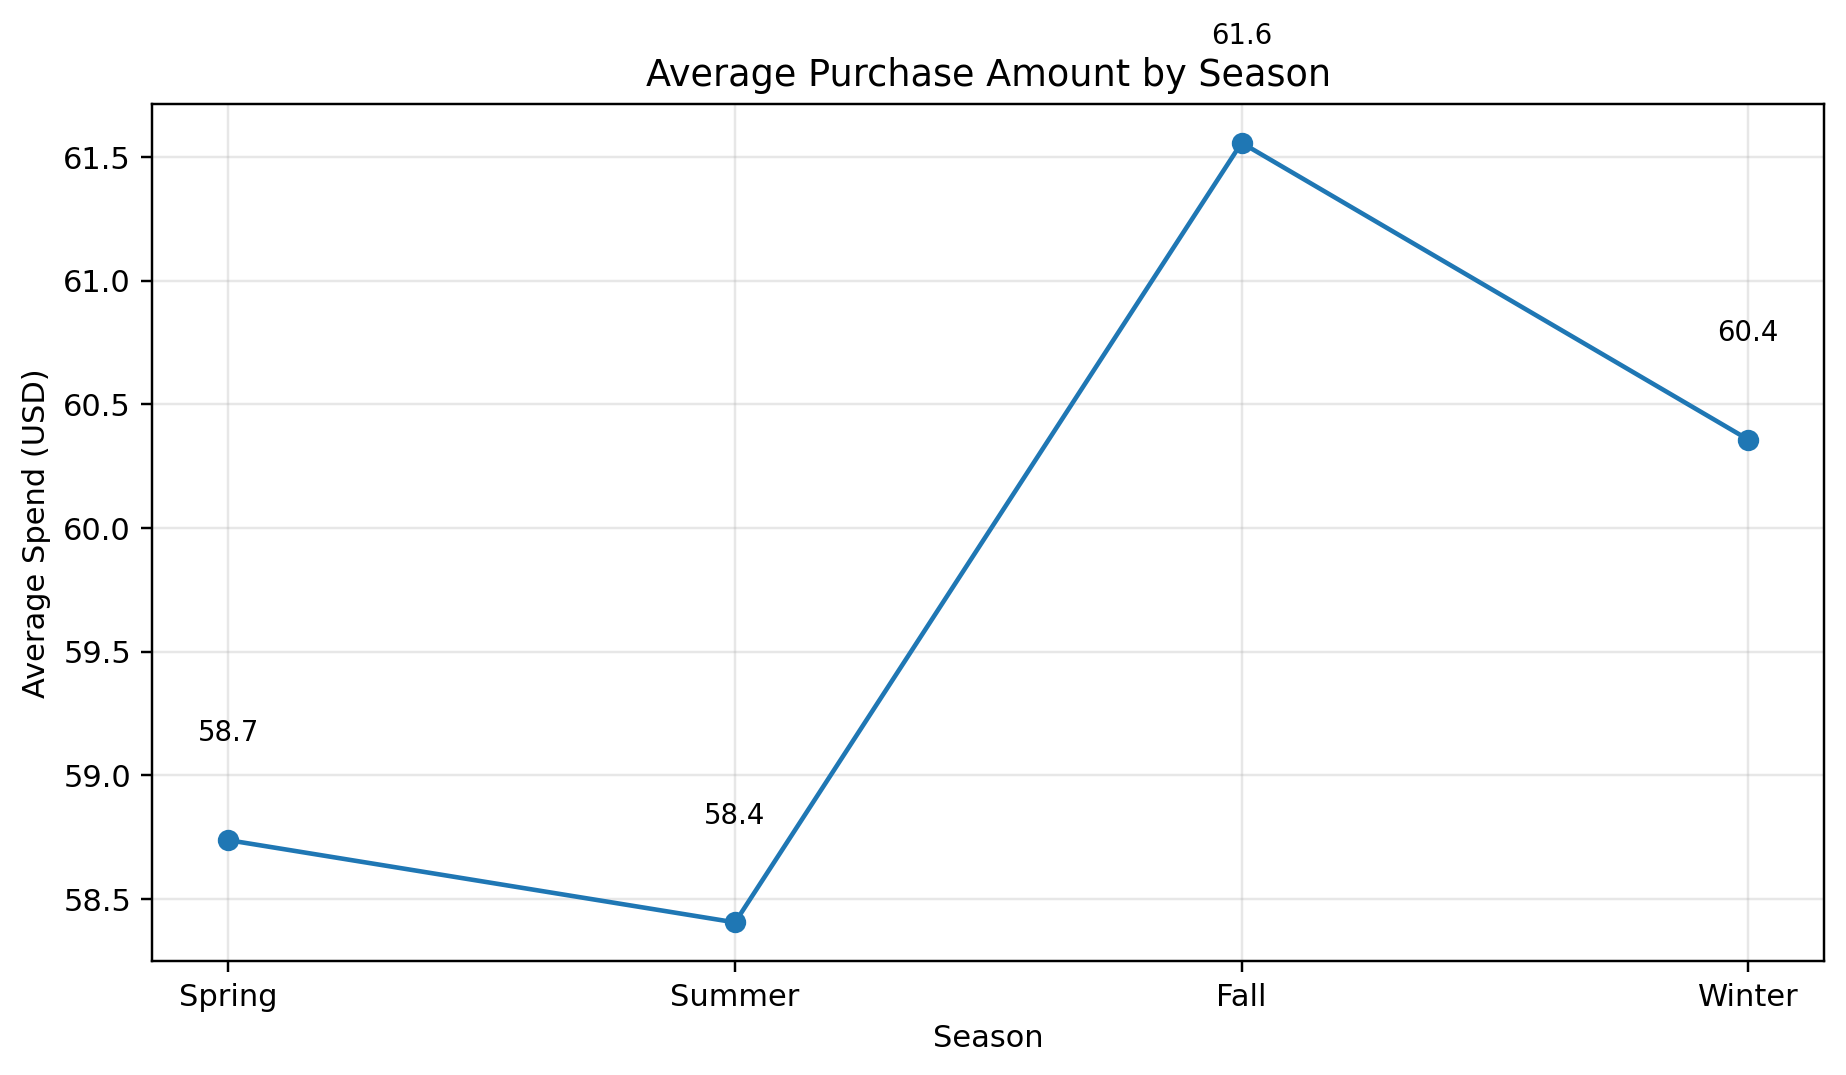 61.6
Average Purchase Amount by Season
61.5
61.0
60.4
60.5
60.0
59.5
58.7
59.0
58.4
58.5
Average Spend (USD)
Spring Summer Fall Winter
Season